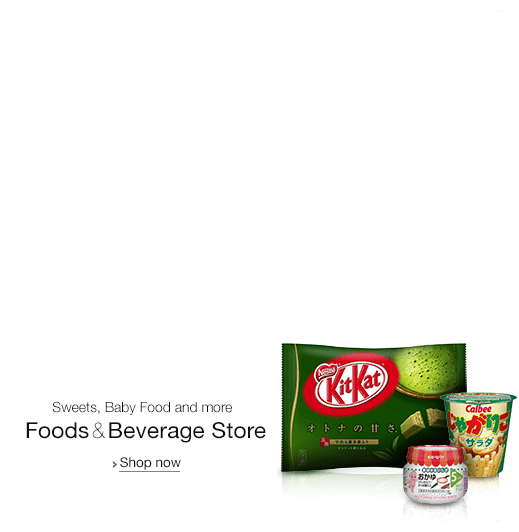 Sweets, Baby Food and more
Foods & Beverage Store
› Shop now
Nestlé
KitKat
オトナの甘さ
Calbee
じゃがりこ
サラダ
おかゆ